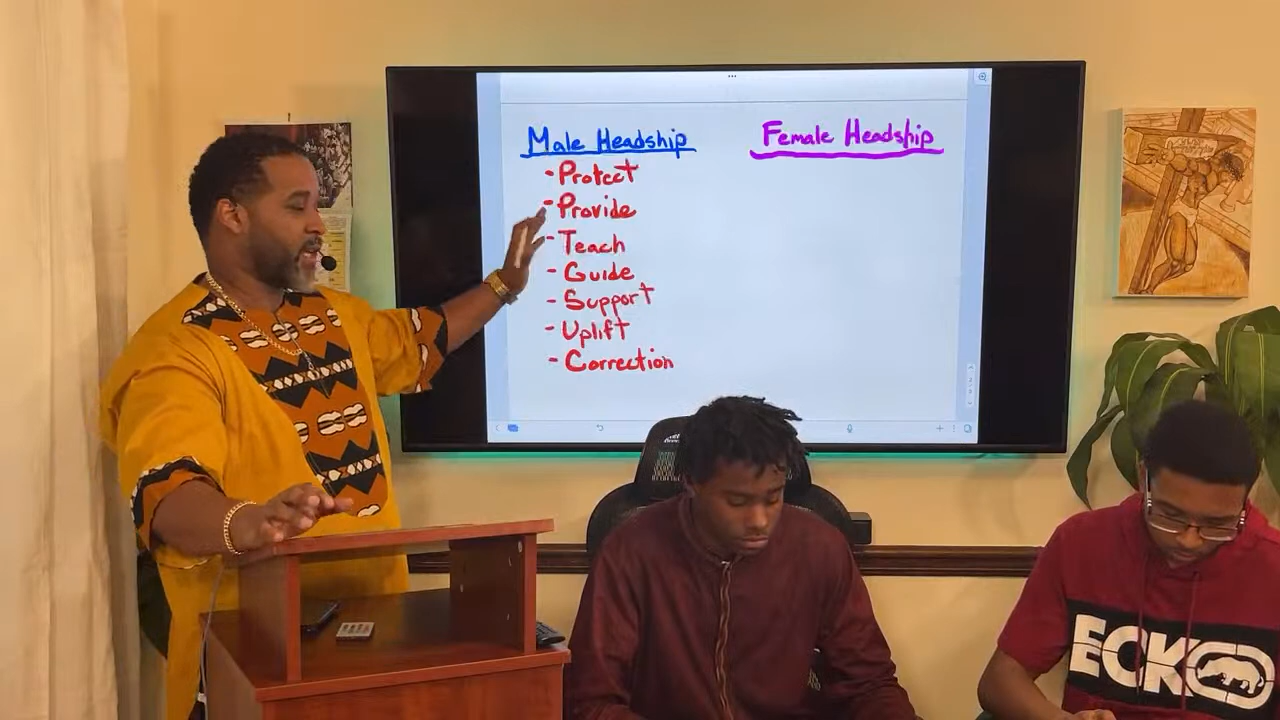 Male Headship
Female Headship
- Protect
- Provide
- Teach
- Guide
- Support
- Uplift
- Correction
ECKO